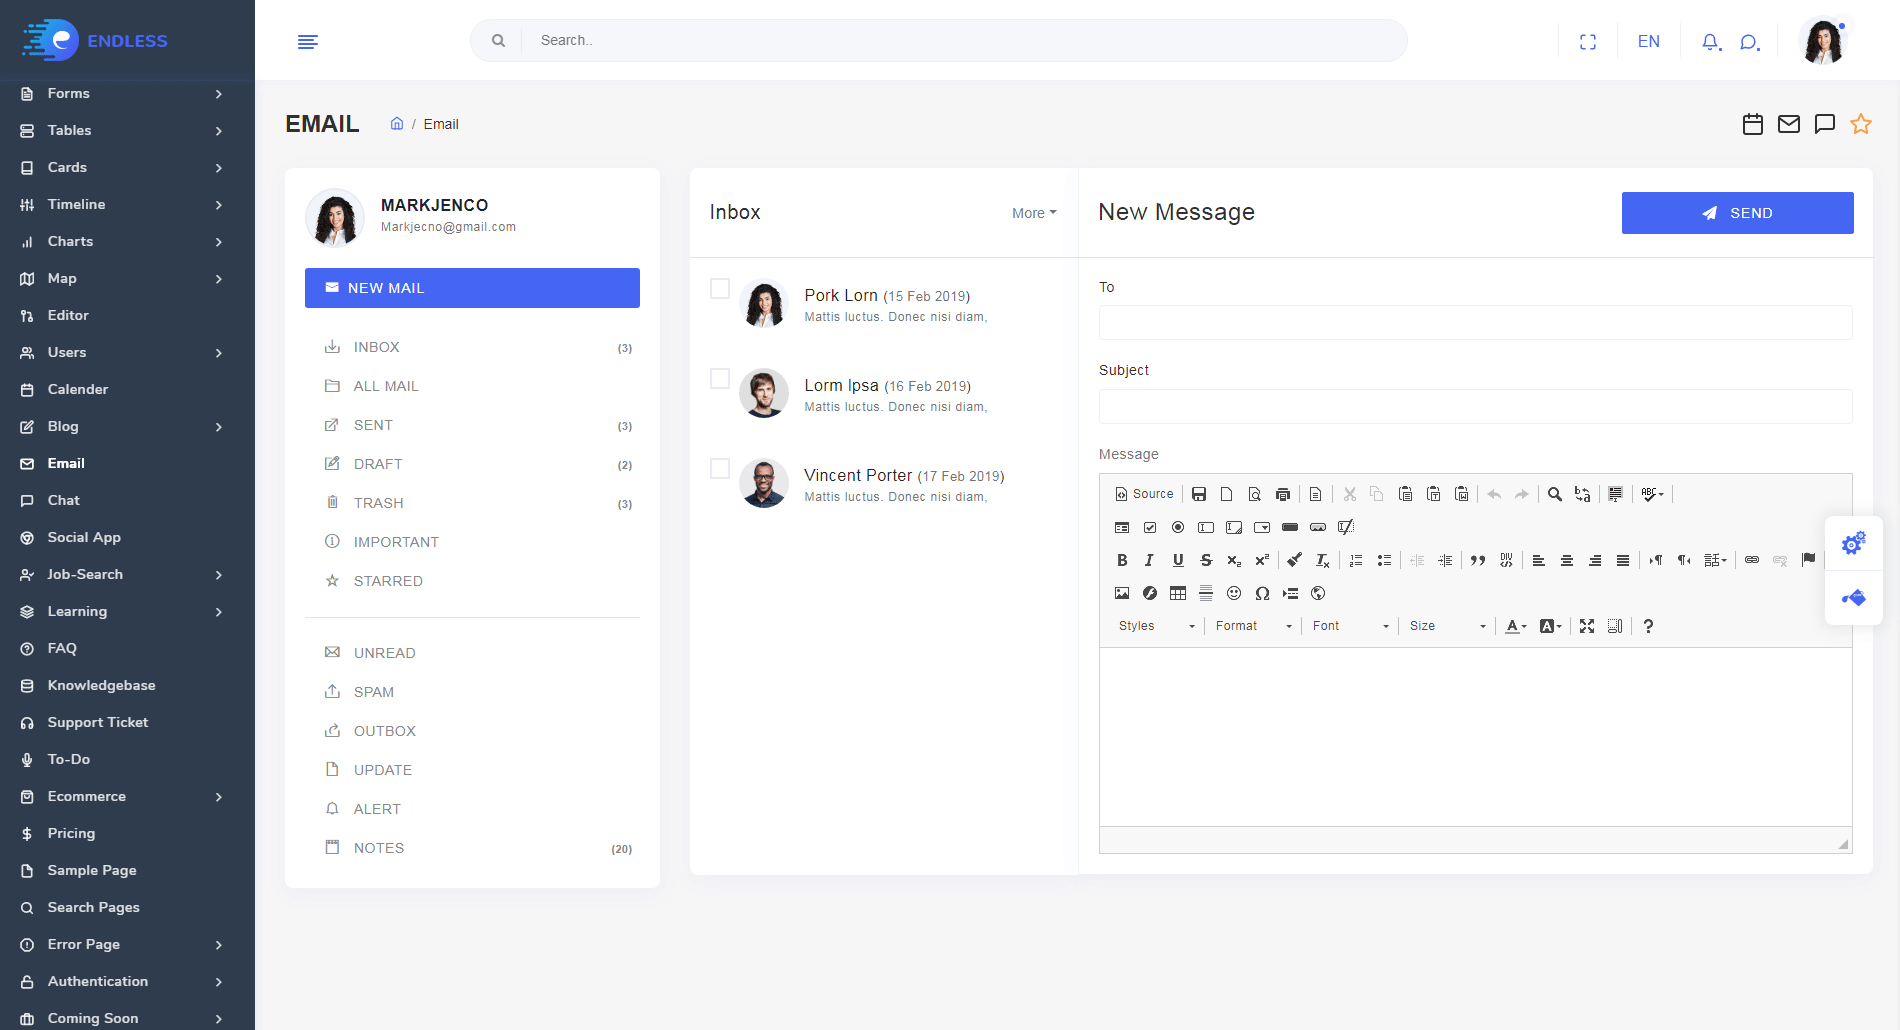 ENDLESS
Search..
EN
Forms
Tables
Cards
Timeline
Charts
Map
Editor
Users
Calender
Blog
Email
Chat
Social App
Job-Search
Learning
FAQ
Knowledgebase
Support Ticket
To-Do
Ecommerce
Pricing
Sample Page
Search Pages
Error Page
Authentication
Coming Soon
EMAIL / Email
MARKJENCO
Markjecno@gmail.com
NEW MAIL
INBOX (3)
ALL MAIL
SENT (3)
DRAFT (2)
TRASH (3)
IMPORTANT
STARRED
UNREAD
SPAM
OUTBOX
UPDATE
ALERT
NOTES (20)
Inbox More
Pork Lorn (15 Feb 2019)
Mattis luctus. Donec nisi diam,
Lorm Ipsa (16 Feb 2019)
Mattis luctus. Donec nisi diam,
Vincent Porter (17 Feb 2019)
Mattis luctus. Donec nisi diam,
New Message SEND
To
Subject
Message
Source
Styles Format Font Size